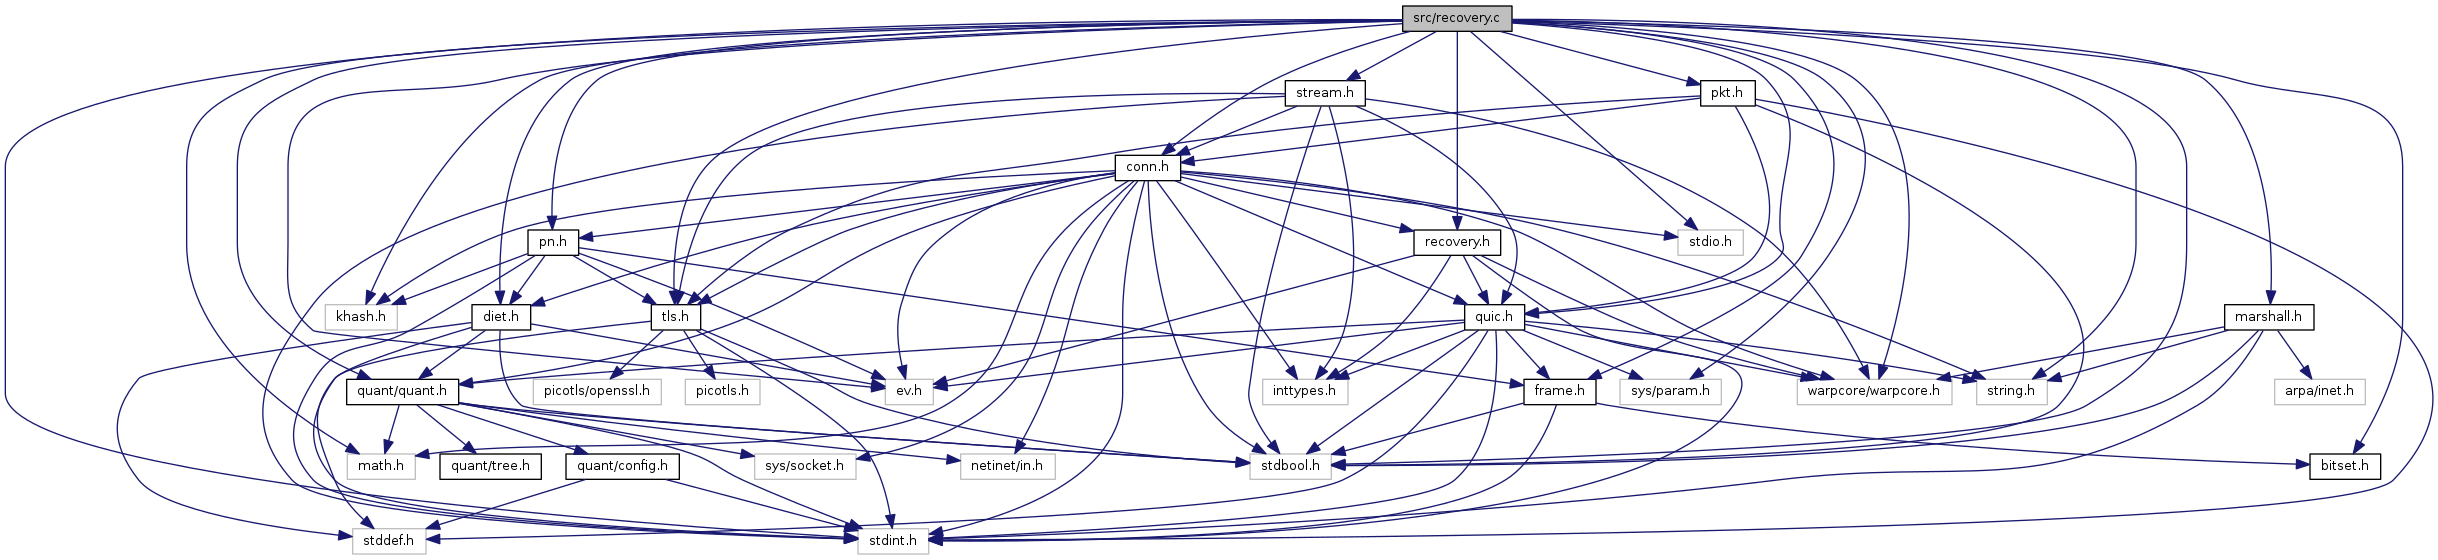 src/recovery.c
stream.h
pkt.h
conn.h
pn.h
recovery.h
stdio.h
khash.h
diet.h
tls.h
quic.h
marshall.h
quant/quant.h
picotls/openssl.h
picotls.h
ev.h
inttypes.h
frame.h
sys/param.h
warpcore/warpcore.h
string.h
arpa/inet.h
math.h
quant/tree.h
quant/config.h
sys/socket.h
netinet/in.h
stdbool.h
bitset.h
stddef.h
stdint.h